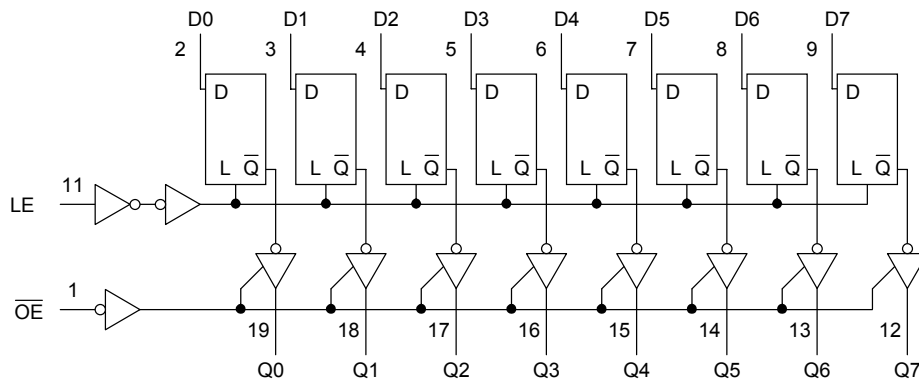 D0 D1 D2 D3 D4 D5 D6 D7
2 3 4 5 6 7 8 9
D D D D D D D D
L Q̅ L Q̅ L Q̅ L Q̅ L Q̅ L Q̅ L Q̅ L Q̅
11
LE
1
O̅E̅
19 18 17 16 15 14 13 12
Q0 Q1 Q2 Q3 Q4 Q5 Q6 Q7